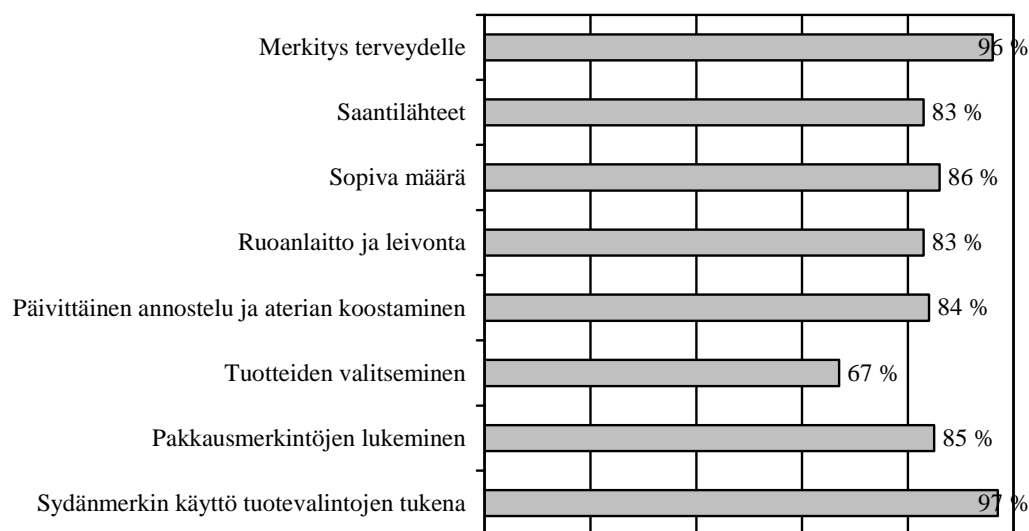 Merkitys terveydelle 96 %
Saantilähteet 83 %
Sopiva määrä 86 %
Ruoanlaitto ja leivonta 83 %
Päivittäinen annostelu ja aterian koostaminen 84 %
Tuotteiden valitseminen 67 %
Pakkausmerkintöjen lukeminen 85 %
Sydänmerkin käyttö tuotevalintojen tukena 97 %